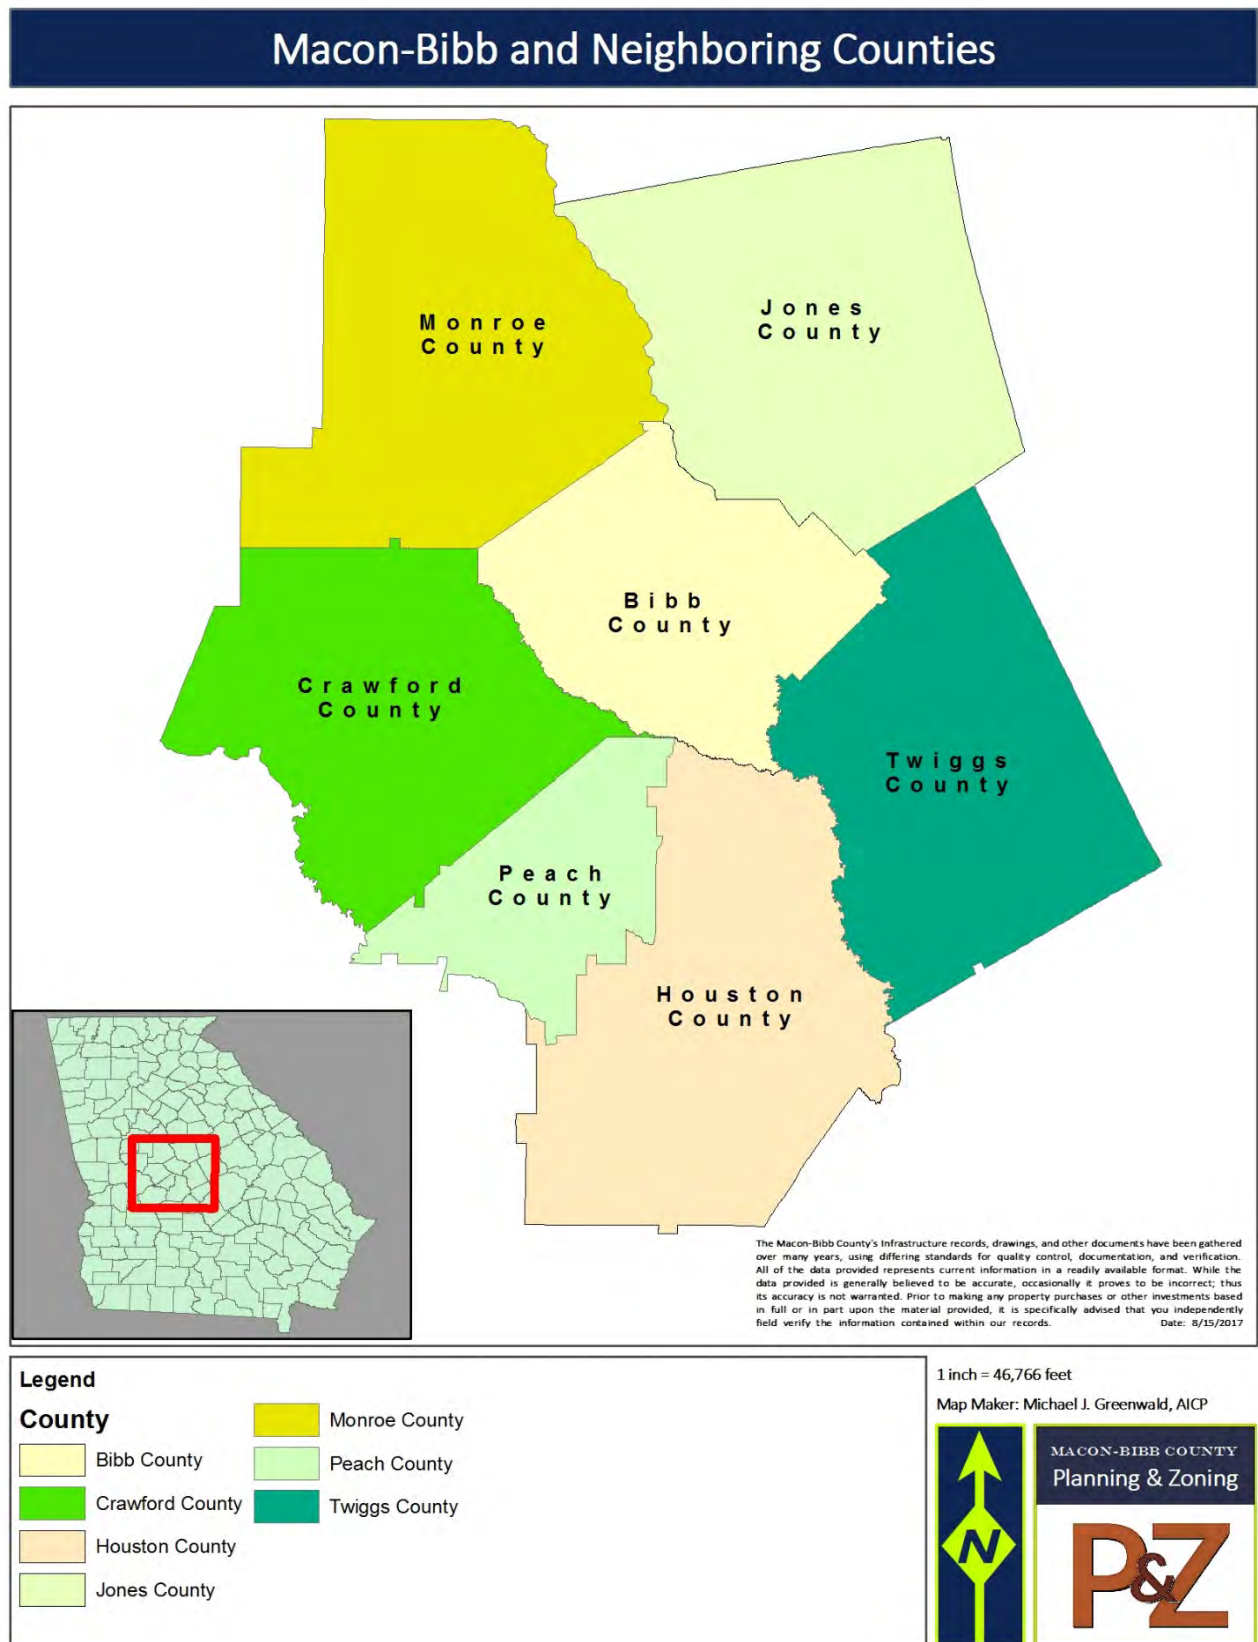 Macon-Bibb and Neighboring Counties
Monroe
County
Jones
County
Bibb
County
Crawford
County
Twiggs
County
Peach
County
Houston
County
The Macon-Bibb County's Infrastructure records, drawings, and other documents have been gathered
over many years, using differing standards for quality control, documentation, and verification.
All of the data provided represents current information in a readily available format. While the
data provided is generally believed to be accurate, occasionally it proves to be incorrect; thus
its accuracy is not warranted. Prior to making any property purchases or other investments based
in full or in part upon the material provided, it is specifically advised that you independently
field verify the information contained within our records. Date: 8/15/2017
Legend
County
Bibb County
Crawford County
Houston County
Jones County
Monroe County
Peach County
Twiggs County
1 inch = 46,766 feet
Map Maker: Michael J. Greenwald, AICP
N
MACON-BIBB COUNTY
Planning & Zoning
P&Z